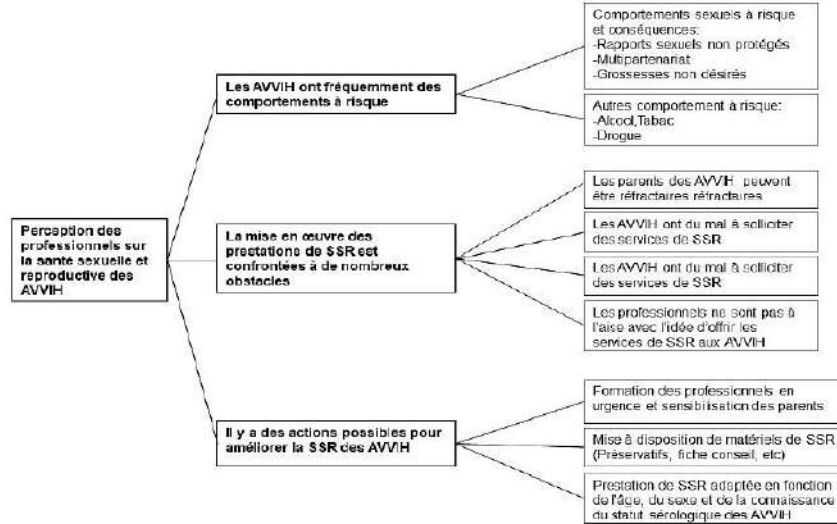 Perception des
professionnels sur
la santé sexuelle et
reproductive des
AVVIH
Les AVVIH ont fréquemment des
comportements à risque
Comportements sexuels à risque
et conséquences:
-Rapports sexuels non protégés
-Multipartenariat
-Grossesses non désirés
Autres comportement à risque:
-Alcool,Tabac
-Drogue
La mise en œuvre des
prestations de SSR est
confrontées à de nombreux
obstacles
Les parents des AVVIH peuvent
être réfractaires réfractaires
Les AVVIH ont du mal à solliciter
des services de SSR
Les AVVIH ont du mal à solliciter
des services de SSR
Les professionnels ne sont pas à
l'aise avec l'idée d'offrir les
services de SSR aux AVVIH
Il y a des actions possibles pour
améliorer la SSR des AVVIH
Formation des professionnels en
urgence et sensibilisation des parents
Mise à disposition de matériels de SSR
(Préservatifs, fiche conseil, etc)
Prestation de SSR adaptée en fonction
de l'âge, du sexe et de la connaissance
du statut sérologique des AVVIH